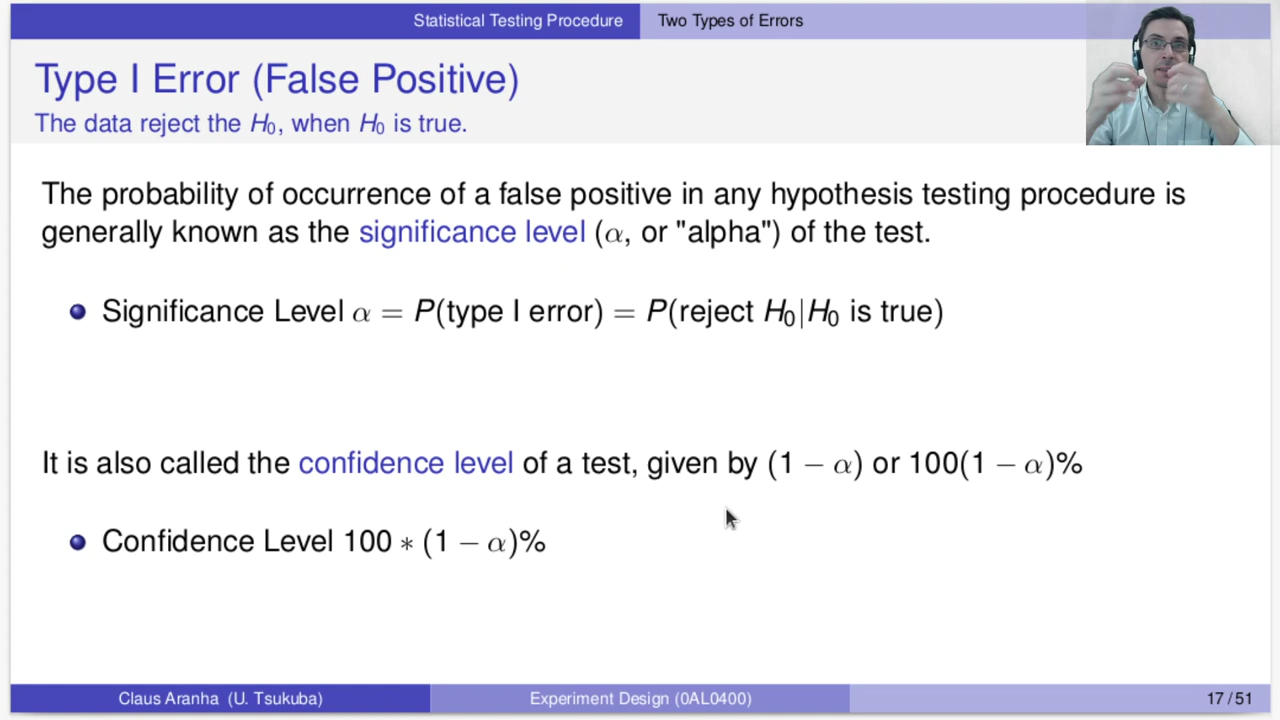 Statistical Testing Procedure Two Types of Errors
Type I Error (False Positive)
The data reject the H₀, when H₀ is true.
The probability of occurrence of a false positive in any hypothesis testing procedure is
generally known as the significance level (α, or "alpha") of the test.
Significance Level α = P(type I error) = P(reject H₀|H₀ is true)
It is also called the confidence level of a test, given by (1 − α) or 100(1 − α)%
Confidence Level 100 ∗ (1 − α)%
Claus Aranha (U. Tsukuba) Experiment Design (0AL0400) 17 / 51